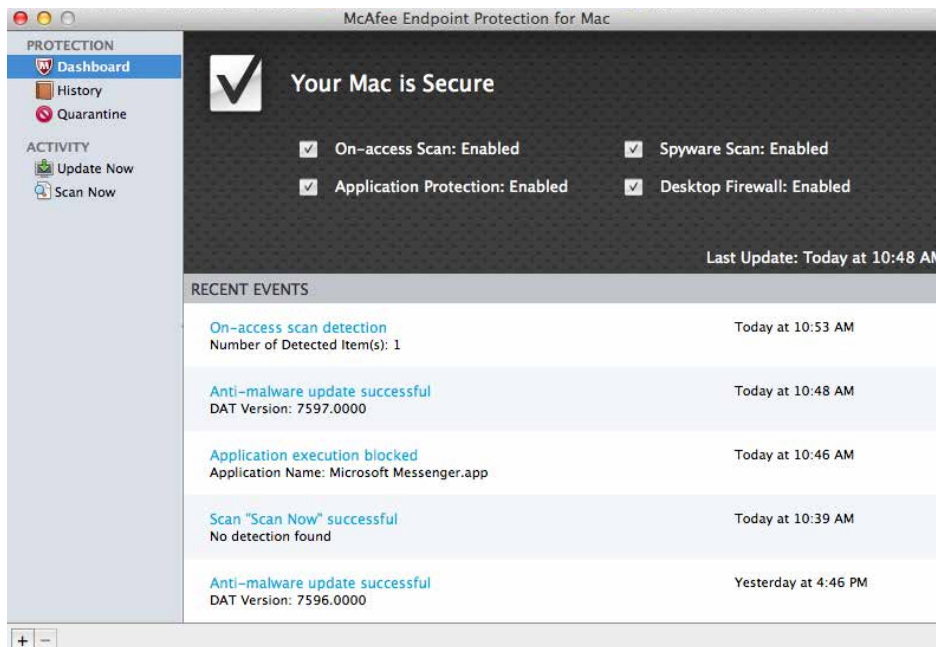 McAfee Endpoint Protection for Mac
PROTECTION
Dashboard
History
Quarantine
ACTIVITY
Update Now
Scan Now
Your Mac is Secure
On-access Scan: Enabled
Spyware Scan: Enabled
Application Protection: Enabled
Desktop Firewall: Enabled
Last Update: Today at 10:48 AM
RECENT EVENTS
On-access scan detection
Today at 10:53 AM
Number of Detected Item(s): 1
Anti-malware update successful
Today at 10:48 AM
DAT Version: 7597.0000
Application execution blocked
Today at 10:46 AM
Application Name: Microsoft Messenger.app
Scan "Scan Now" successful
Today at 10:39 AM
No detection found
Anti-malware update successful
Yesterday at 4:46 PM
DAT Version: 7596.0000